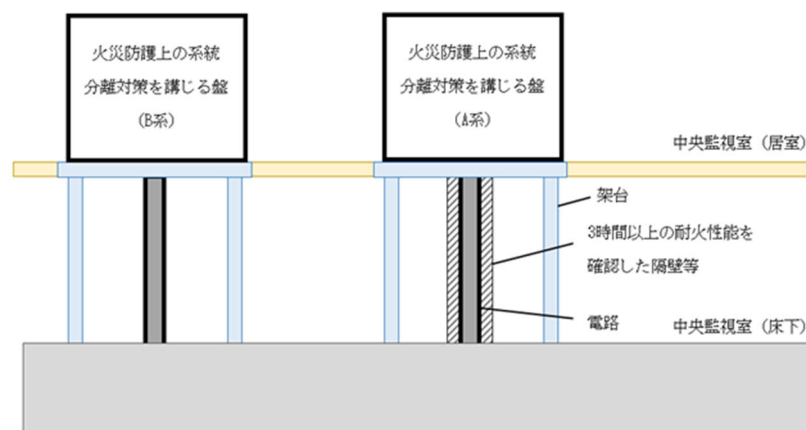 火災防護上の系統
分離対策を講じる盤
（B系）
火災防護上の系統
分離対策を講じる盤
（A系）
中央監視室（居室）
架台
3時間以上の耐火性能を
確認した隔壁等
電路
中央監視室（床下）